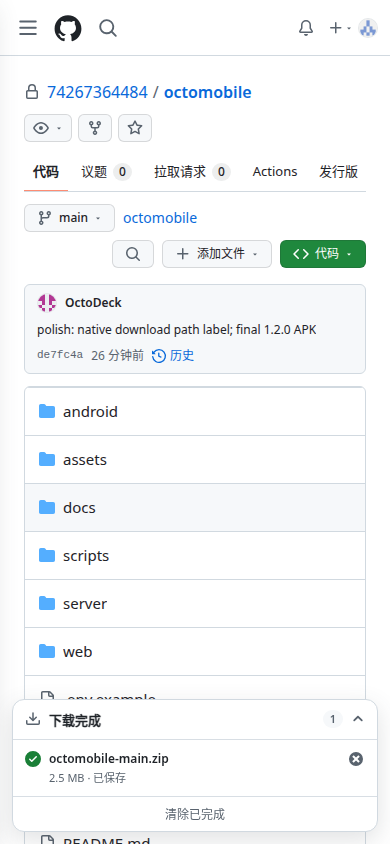 74267364484 / octomobile
代码 议题 0 拉取请求 0 Actions 发行版
main octomobile
添加文件 代码
OctoDeck
polish: native download path label; final 1.2.0 APK
de7fc4a 26 分钟前 历史
android
assets
docs
scripts
server
web
.env.example
下载完成 1
octomobile-main.zip
2.5 MB · 已保存
清除已完成
README.md